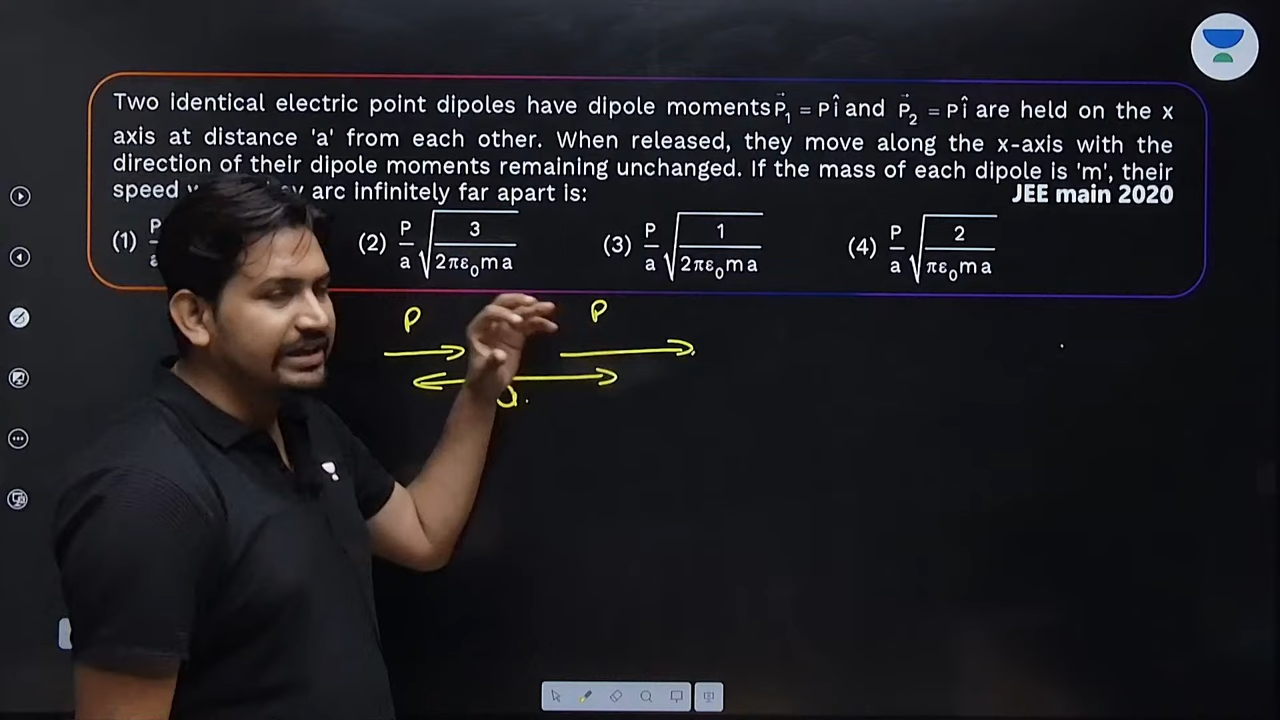 Two identical electric point dipoles have dipole moments P⃗₁ = Pî and P⃗₂ = Pî are held on the x
axis at distance 'a' from each other. When released, they move along the x-axis with the
direction of their dipole moments remaining unchanged. If the mass of each dipole is 'm', their
speed arc infinitely far apart is:
JEE main 2020
(1) P (2) P/a √(3/(2πε₀ma)) (3) P/a √(1/(2πε₀ma)) (4) P/a √(2/(πε₀ma))
P P
a.